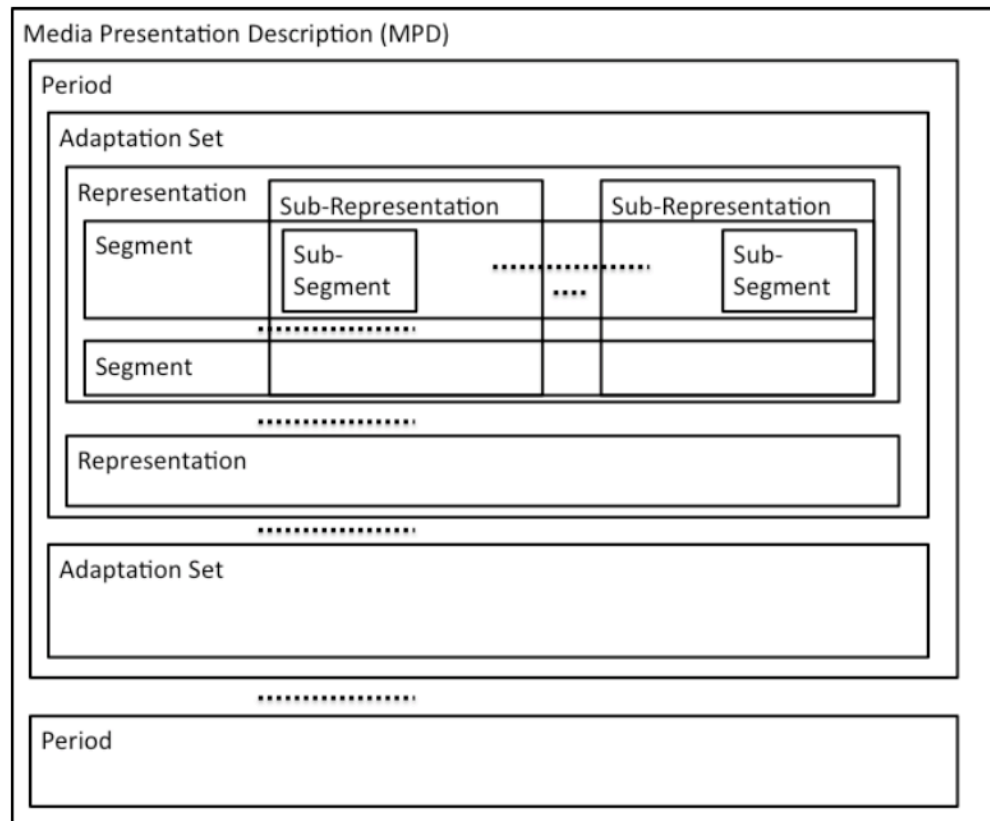 Media Presentation Description (MPD)
Period
Adaptation Set
Representation
Sub-Representation
Sub-Representation
Segment
Sub-
Segment
Sub-
Segment
Segment
Representation
Adaptation Set
Period